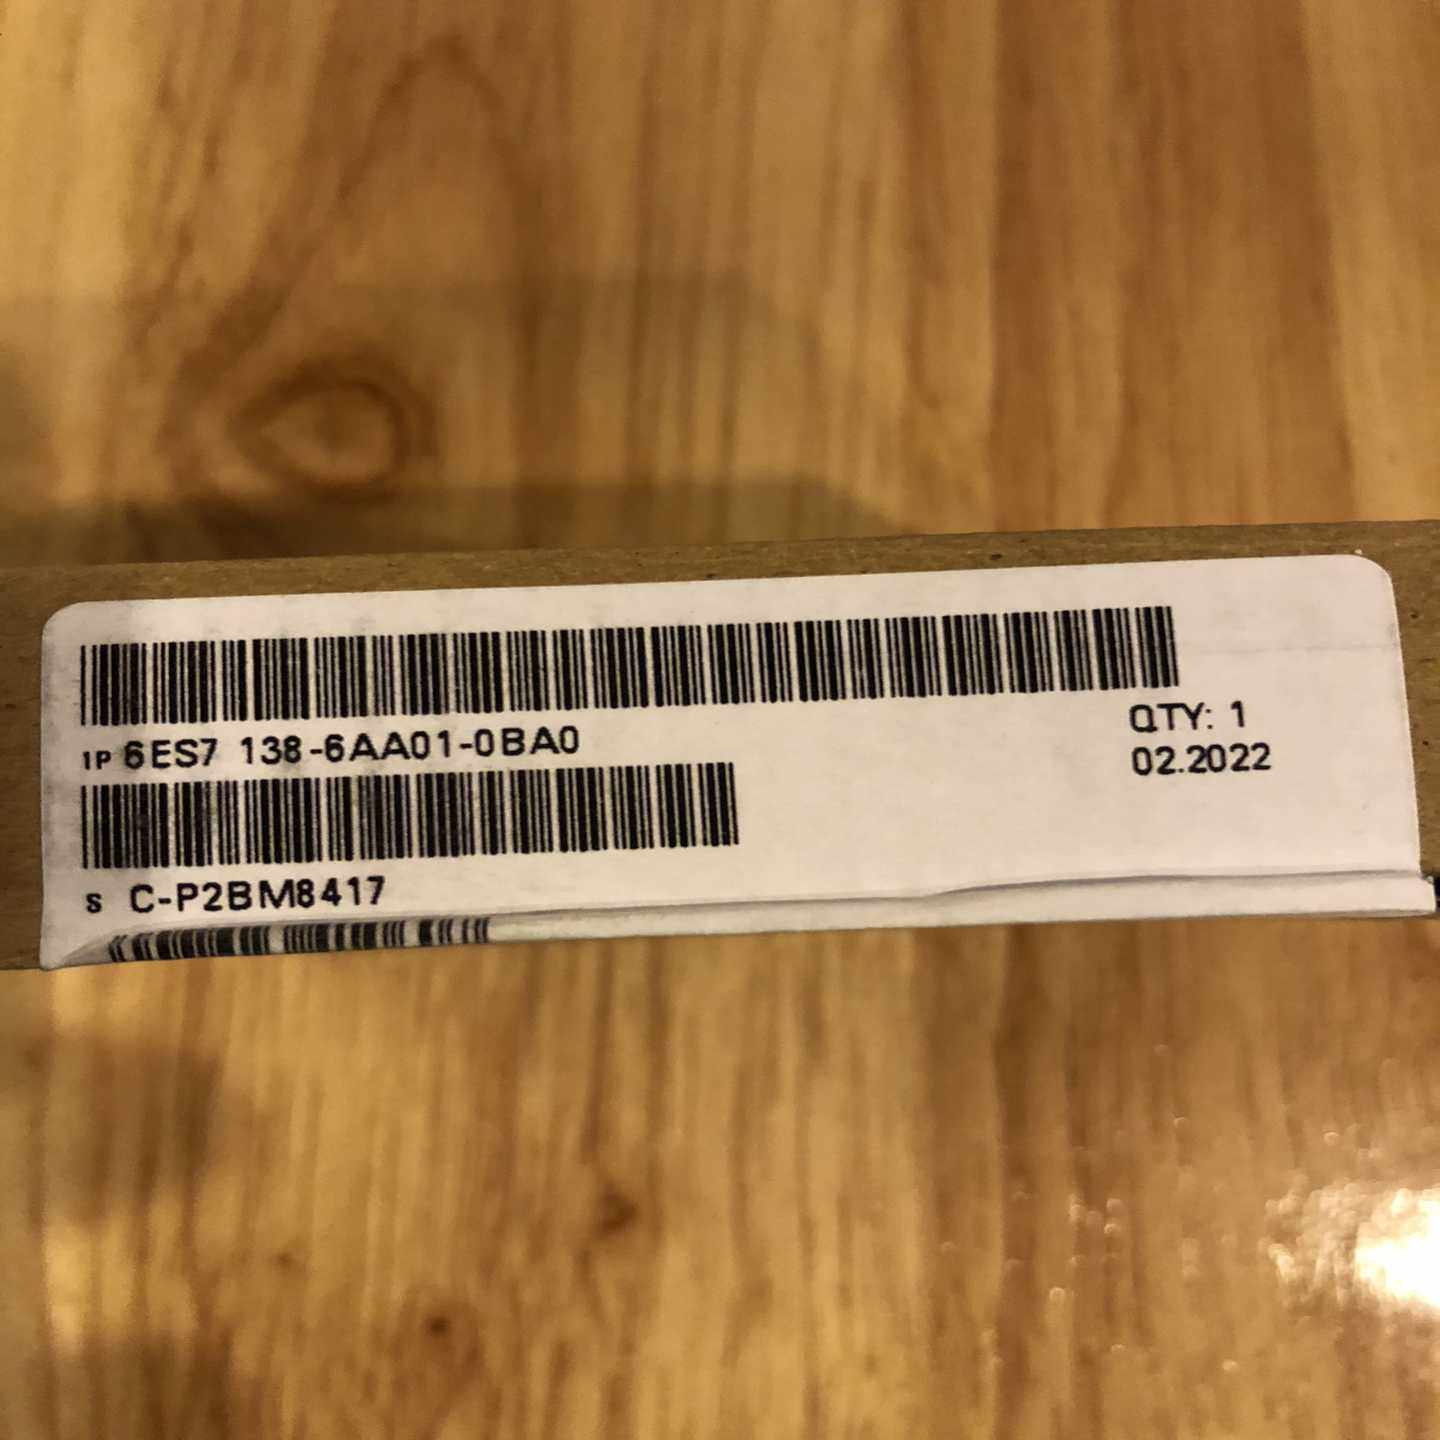 1P 6ES7 138-6AA01-0BA0
QTY: 1
02.2022
S C-P2BM8417